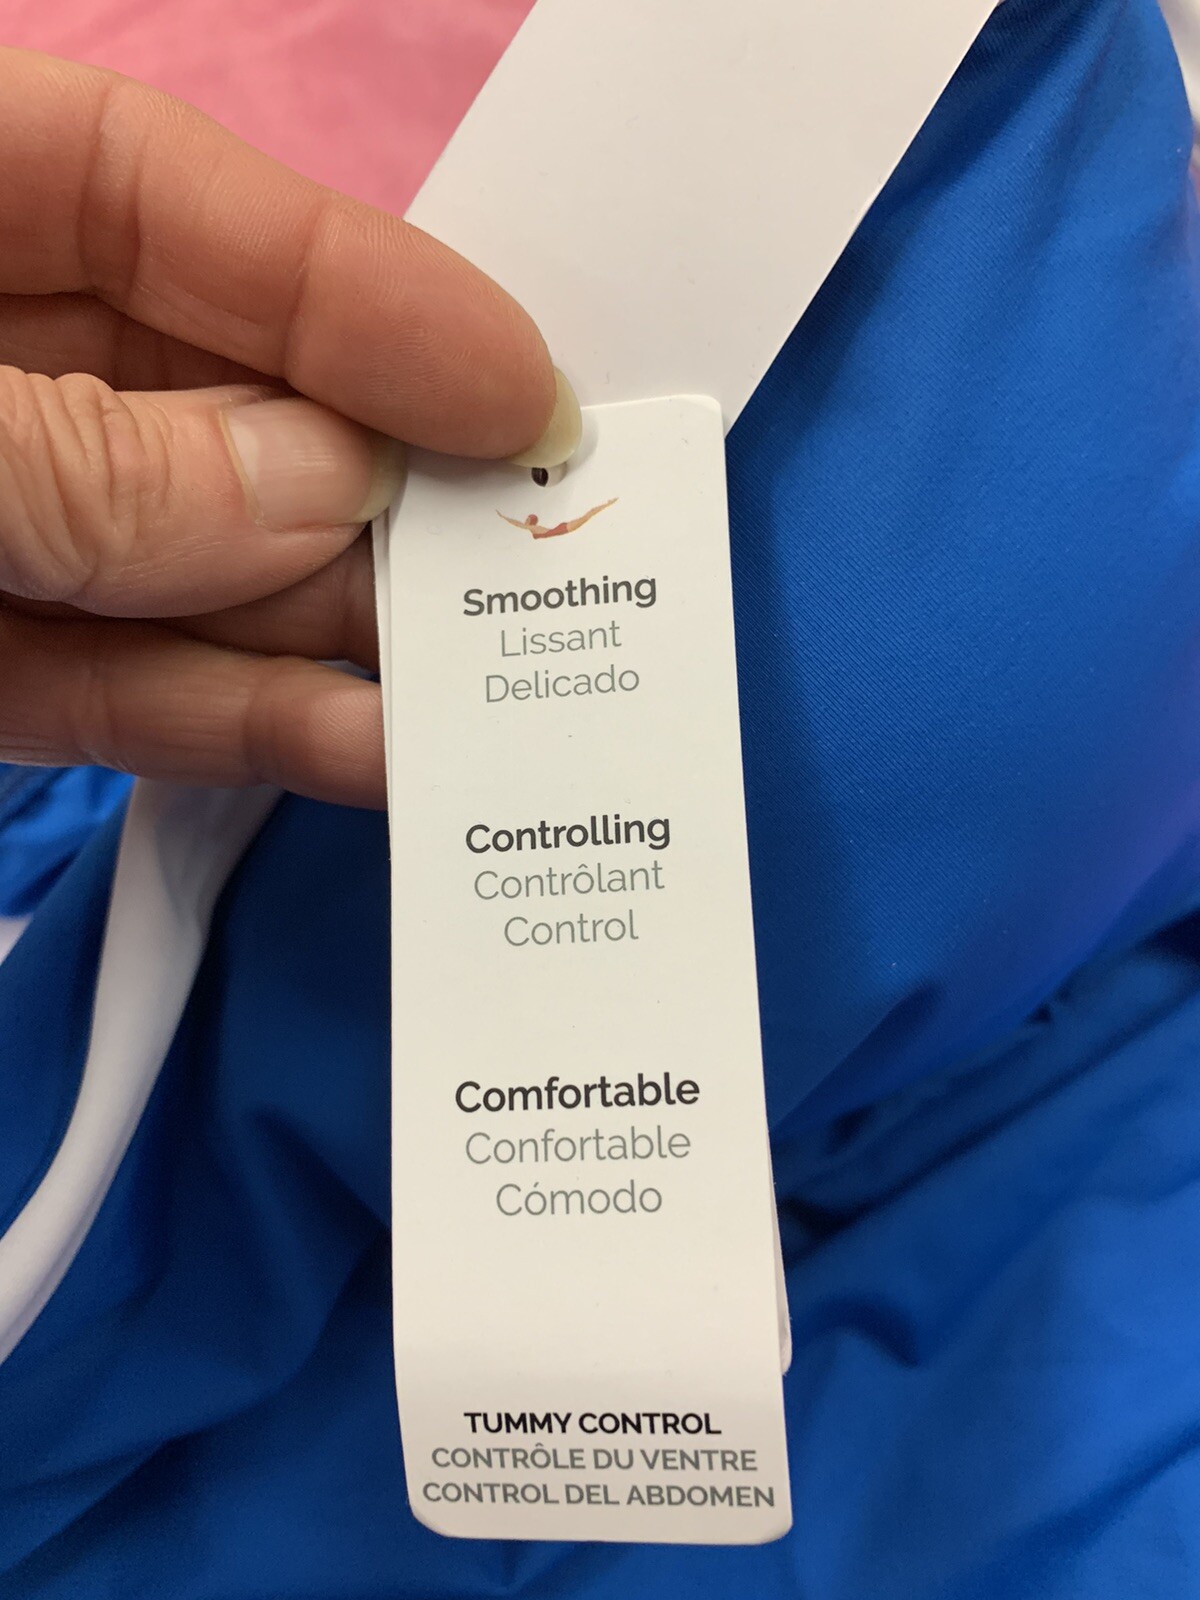 Smoothing
Lissant
Delicado
Controlling
Contrôlant
Control
Comfortable
Confortable
Cómodo
TUMMY CONTROL
CONTRÔLE DU VENTRE
CONTROL DEL ABDOMEN